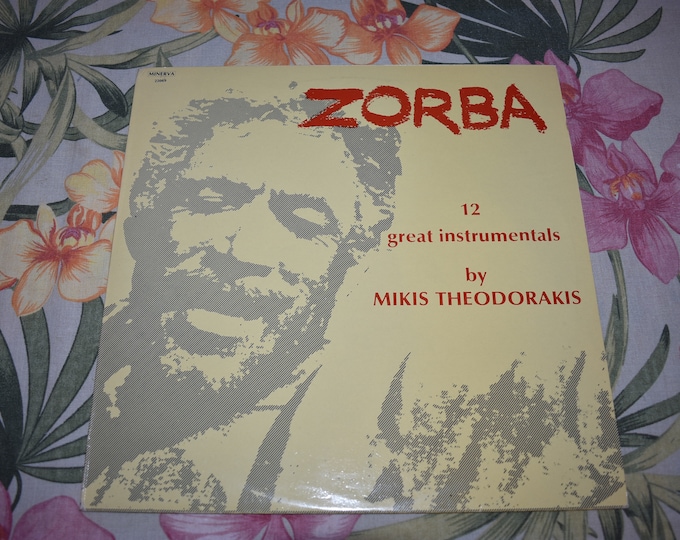 MINERVA
ZORBA
12
great instrumentals
by
MIKIS THEODORAKIS